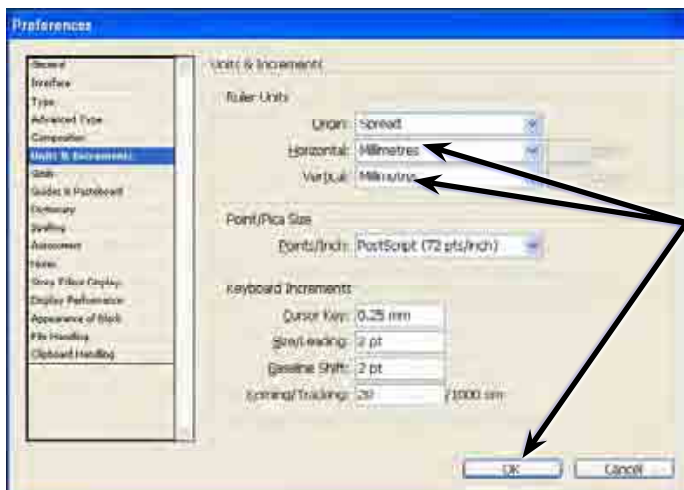 Preferences
General
Interface
Type
Advanced Type
Composition
Units & Increments
Grids
Guides & Pasteboard
Dictionary
Spelling
Autocorrect
Notes
Story Editor Display
Display Performance
Appearance of Black
File Handling
Clipboard Handling
Units & Increments
Ruler Units
Origin: Spread
Horizontal: Millimetres
Vertical: Millimetres
Point/Pica Size
Points/Inch: PostScript (72 pts/inch)
Keyboard Increments
Cursor Key: 0.25 mm
Size/Leading: 2 pt
Baseline Shift: 2 pt
Kerning/Tracking: 20 /1000 em
OK
Cancel